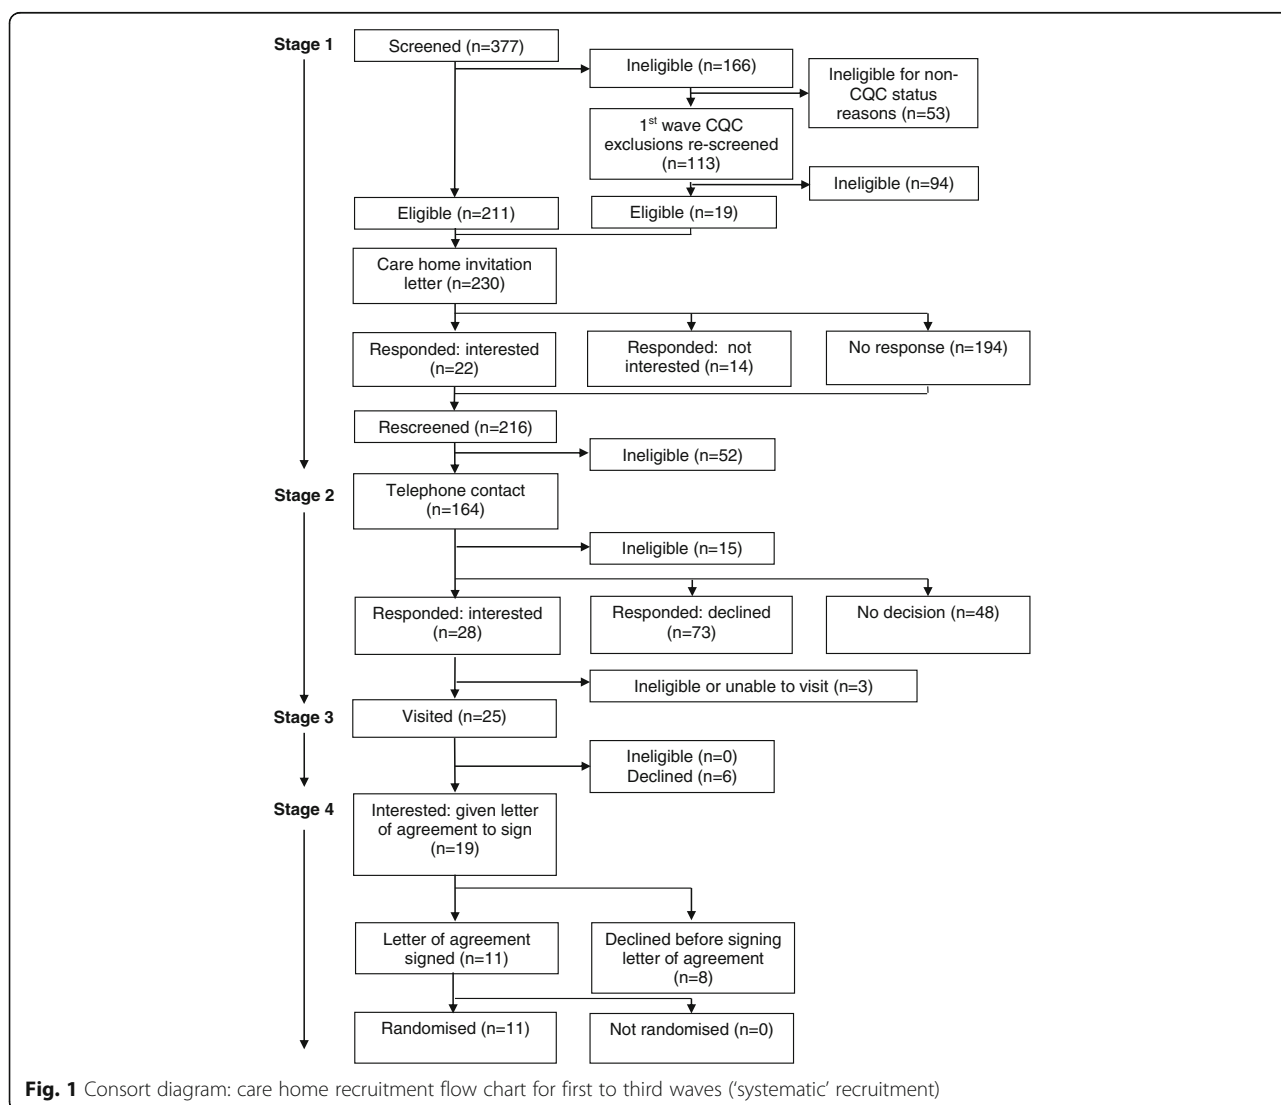 Stage 1
Screened (n=377)
Ineligible (n=166)
Ineligible for non-
CQC status
reasons (n=53)
1st wave CQC
exclusions re-screened
(n=113)
Ineligible (n=94)
Eligible (n=211)
Eligible (n=19)
Care home invitation
letter (n=230)
Responded: interested
(n=22)
Responded: not
interested (n=14)
No response (n=194)
Rescreened (n=216)
Ineligible (n=52)
Stage 2
Telephone contact
(n=164)
Ineligible (n=15)
Responded: interested
(n=28)
Responded: declined
(n=73)
No decision (n=48)
Ineligible or unable to visit (n=3)
Stage 3
Visited (n=25)
Ineligible (n=0)
Declined (n=6)
Stage 4
Interested: given letter
of agreement to sign
(n=19)
Letter of agreement
signed (n=11)
Declined before signing
letter of agreement
(n=8)
Randomised (n=11)
Not randomised (n=0)
Fig. 1 Consort diagram: care home recruitment flow chart for first to third waves (‘systematic’ recruitment)